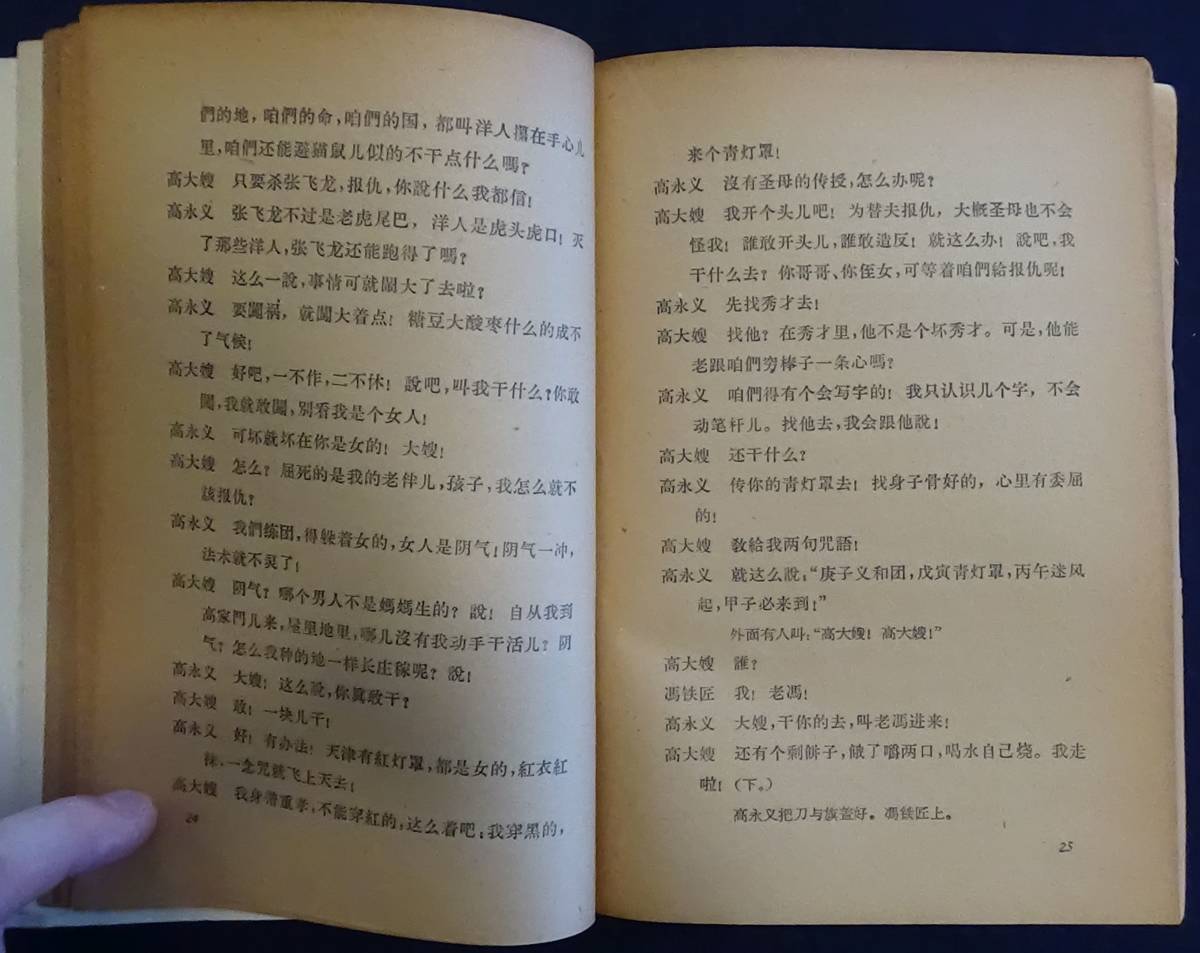 們的地，咱們的命，咱們的国，都叫洋人攥在手心儿
里，咱們还能避猫鼠儿似的不干点什么嗎？
高大嫂　只要杀张飞龙，报仇，你說什么我都信！
高永义　张飞龙不过是老虎尾巴，洋人是虎头虎口！灭
了那些洋人，张飞龙还能跑得了嗎？
高大嫂　这么一說，事情可就鬧大了去啦？
高永义　要闖祸，就闖大着点！糖豆大酸枣什么的成不
了气候！
高大嫂　好吧，一不作，二不休！說吧，叫我干什么？你敢
闖，我就敢闖，别看我是个女人！
高永义　可坏就坏在你是女的！大嫂！
高大嫂　怎么？屈死的是我的老伴儿，孩子，我怎么就不
該报仇？
高永义　我們练团，得躲着女的，女人是阴气！阴气一冲，
法术就不灵了！
高大嫂　阴气？哪个男人不是媽媽生的？說！自从我到
高家門儿来，屋里地里，哪儿沒有我动手干活儿？阴
气？怎么我种的地一样长庄稼呢？說！
高永义　大嫂！这么說，你眞敢干？
高大嫂　敢！一块儿干！
高永义　好！有办法！天津有紅灯罩，都是女的，紅衣紅
袜，一念咒就飞上天去！
高大嫂　我身带重孝，不能穿紅的，这么着吧：我穿黑的，
24
来个青灯罩！
高永义　沒有圣母的传授，怎么办呢？
高大嫂　我开个头儿吧！为替夫报仇，大槪圣母也不会
怪我！誰敢开头儿，誰敢造反！就这么办！說吧，我
干什么去？你哥哥、你侄女，可等着咱們給报仇呢！
高永义　先找秀才去！
高大嫂　找他？在秀才里，他不是个坏秀才。可是，他能
老跟咱們穷棒子一条心嗎？
高永义　咱們得有个会写字的！我只认识几个字，不会
动笔杆儿。找他去，我会跟他說！
高大嫂　还干什么？
高永义　传你的青灯罩去！找身子骨好的，心里有委屈
的！
高大嫂　敎給我两句咒語！
高永义　就这么說：“庚子义和团，戊寅青灯罩，丙午迷风
起，甲子必来到！”
外面有人叫：“高大嫂！高大嫂！”
高大嫂　誰？
馮铁匠　我！老馮！
高永义　大嫂，干你的去，叫老馮进来！
高大嫂　还有个剩餅子，餓了嚼两口，喝水自己烧。我走
啦！（下。）
高永义把刀与旗蓋好。馮铁匠上。
25